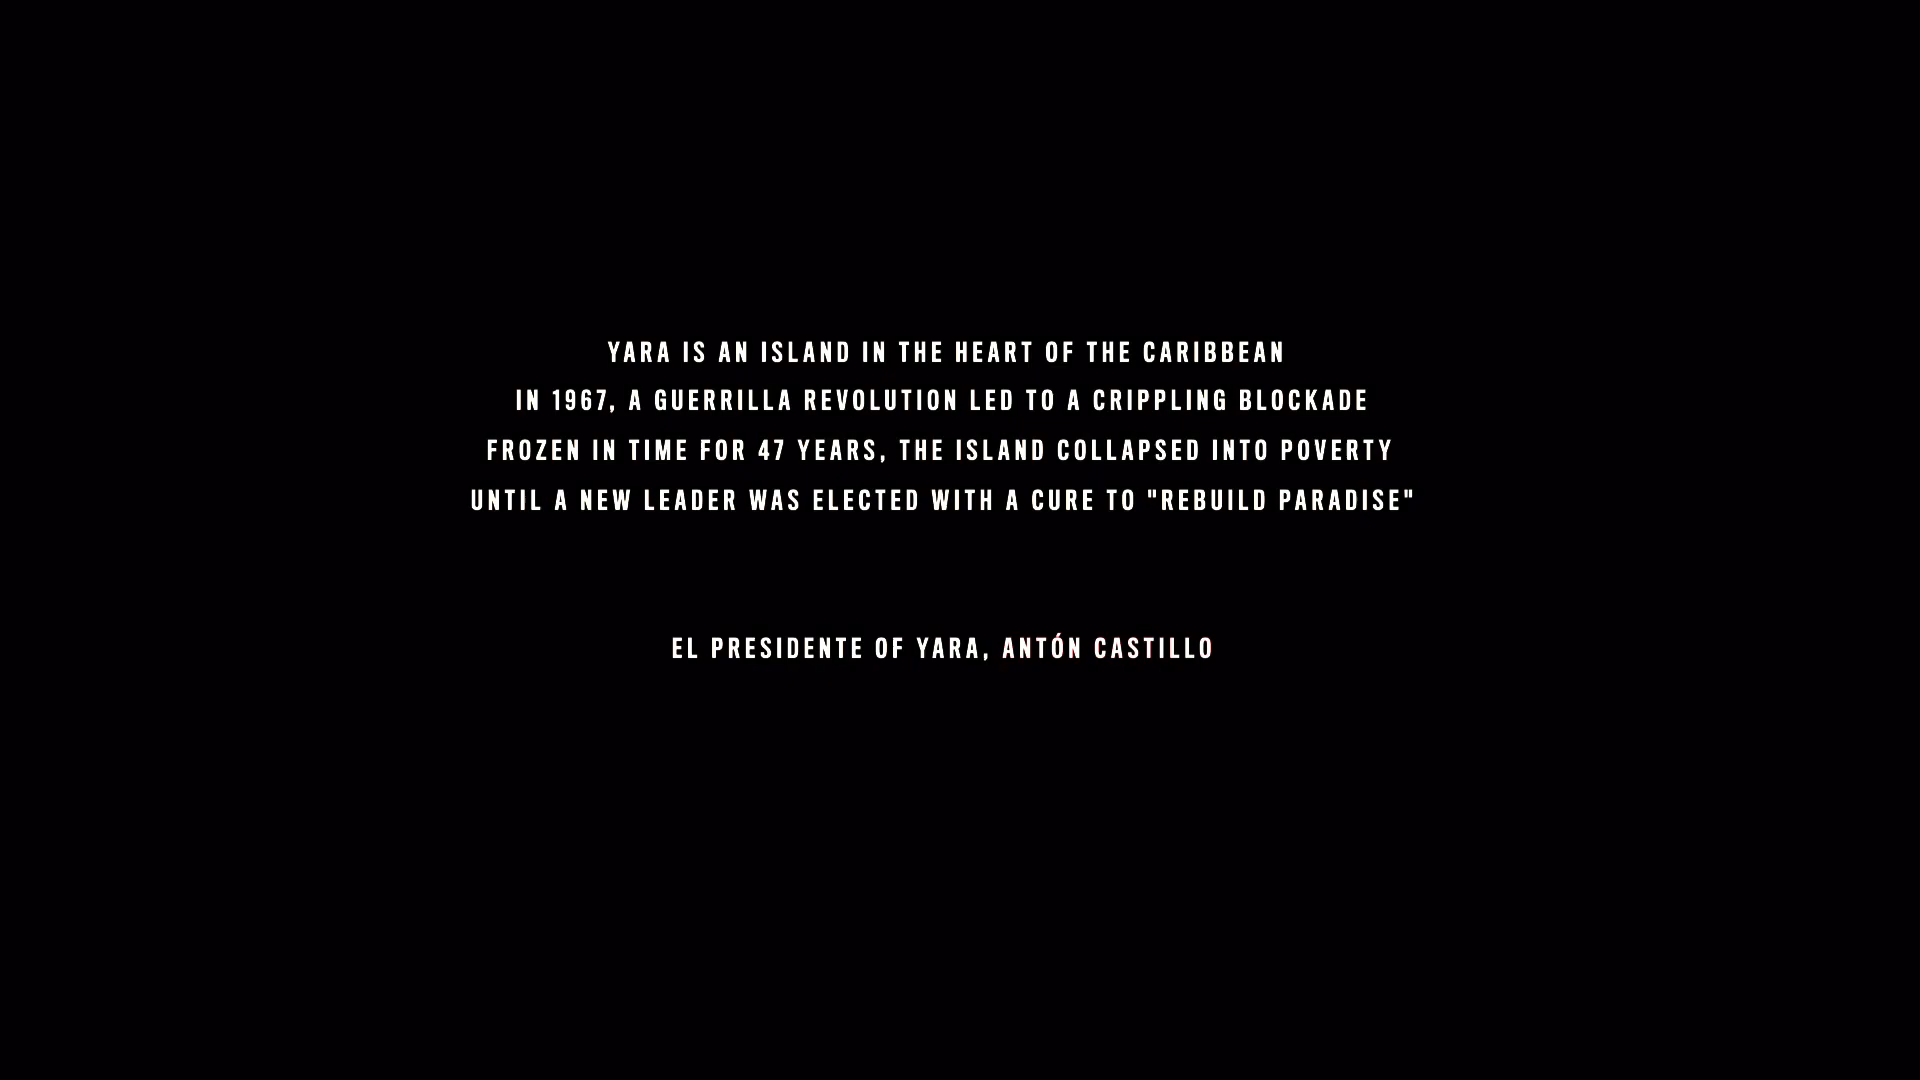 YARA IS AN ISLAND IN THE HEART OF THE CARIBBEAN
IN 1967, A GUERRILLA REVOLUTION LED TO A CRIPPLING BLOCKADE
FROZEN IN TIME FOR 47 YEARS, THE ISLAND COLLAPSED INTO POVERTY
UNTIL A NEW LEADER WAS ELECTED WITH A CURE TO "REBUILD PARADISE"
EL PRESIDENTE OF YARA, ANTÓN CASTILLO